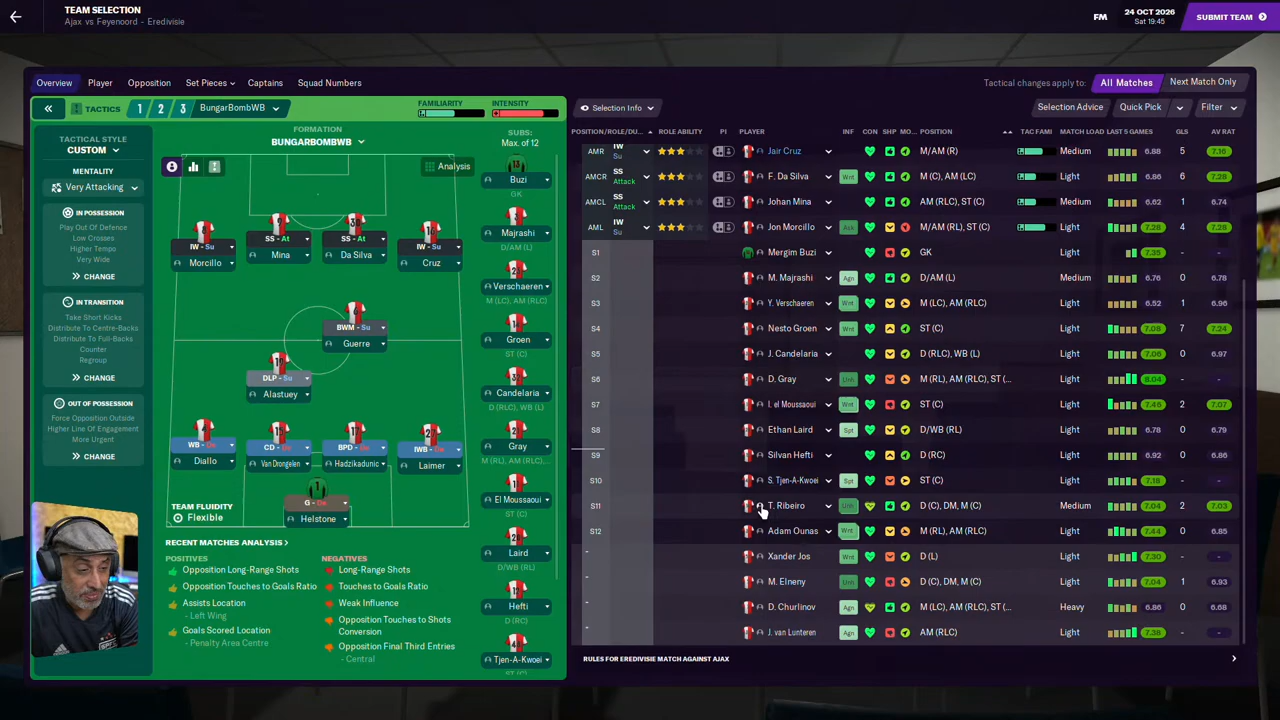 TEAM SELECTION
Ajax vs Feyenoord - Eredivisie
FM
24 OCT 2026
Sat 19:45
SUBMIT TEAM
Overview Player Opposition Set Pieces Captains Squad Numbers
Tactical changes apply to: All Matches Next Match Only
TACTICS 1 2 3 BungarBombWB
FAMILIARITY INTENSITY
TACTICAL STYLE
CUSTOM
MENTALITY
Very Attacking
IN POSSESSION
Play Out Of Defence
Low Crosses
Higher Tempo
Very Wide
CHANGE
IN TRANSITION
Take Short Kicks
Distribute To Centre-Backs
Distribute To Full-Backs
Counter
Regroup
CHANGE
OUT OF POSSESSION
Force Opposition Outside
Higher Line Of Engagement
More Urgent
CHANGE
FORMATION
BUNGARBOMBWB
Analysis
IW - Su
Morcillo
SS - At
Mina
SS - At
Da Silva
IW - Su
Cruz
BWM - Su
Guerre
DLP - Su
Alastuey
WB - De
Diallo
CD - De
Van Drongelen
BPD - De
Hadzikadunic
IWB - De
Laimer
G - De
Helstone
TEAM FLUIDITY
Flexible
RECENT MATCHES ANALYSIS
POSITIVES
Opposition Long-Range Shots
Opposition Touches to Goals Ratio
Assists Location
- Left Wing
Goals Scored Location
- Penalty Area Centre
NEGATIVES
Long-Range Shots
Touches to Goals Ratio
Weak Influence
Opposition Touches to Shots Conversion
Opposition Final Third Entries
- Central
SUBS:
Max. of 12
Buzi
GK
Majrashi
D/AM (L)
Verschaeren
M (LC), AM (RLC)
Groen
ST (C)
Candelaria
D (RLC), WB (L)
Gray
M (RL), AM (RLC),
El Moussaoui
ST (C)
Laird
D/WB (RL)
Hefti
D (RC)
Tjen-A-Kwoei
ST (C)
Selection Info
Selection Advice Quick Pick Filter
POSITION/ROLE/DU... ROLE ABILITY PI PLAYER INF CON SHP MO... POSITION TAC FAMI MATCH LOAD LAST 5 GAMES GLS AV RAT
AMR IW Su Jair Cruz M/AM (R) Medium 6.88 5 7.16
AMCR SS Attack F. Da Silva Wnt M (C), AM (LC) Light 6.96 6 7.28
AMCL SS Attack Johan Mina AM (RLC), ST (C) Light 6.62 1 6.74
AML IW Su Jon Morcillo Ask M/AM (RL), ST (C) Light 7.28 4 7.28
S1 Mergim Buzi GK Light 7.35 - -
S2 M. Majrashi Agn D/AM (L) Medium 6.76 0 6.78
S3 Y. Verschaeren Wnt M (LC), AM (RLC) Light 6.52 1 6.96
S4 Nesto Groen Wnt ST (C) Light 7.08 7 7.24
S5 J. Candelaria D (RLC), WB (L) Light 7.06 0 6.97
S6 D. Gray Unh M (RL), AM (RLC), ST (C... Light 8.04 - -
S7 I. el Moussaoui Wnt ST (C) Light 7.46 2 7.07
S8 Ethan Laird Spt D/WB (RL) Light 6.78 0 6.79
S9 Silvan Hefti D (RC) Light 6.92 0 6.86
S10 S. Tjen-A-Kwoei Spt ST (C) Light 7.18 - -
S11 T. Ribeiro Unh D (C), DM, M (C) Medium 7.04 2 7.03
S12 Adam Ounas Wnt M (RL), AM (RLC) Light 7.44 0 6.85
- Xander Jos Wnt D (L) Light 7.30 - -
- M. Elneny Urn D (C), DM, M (C) Light 7.04 1 6.93
- D. Churlinov Agn M (LC), AM (RLC), ST (... Heavy 6.86 0 6.68
- J. van Lunteren Agn AM (RLC) Light 7.38 - -
RULES FOR EREDIVISIE MATCH AGAINST AJAX